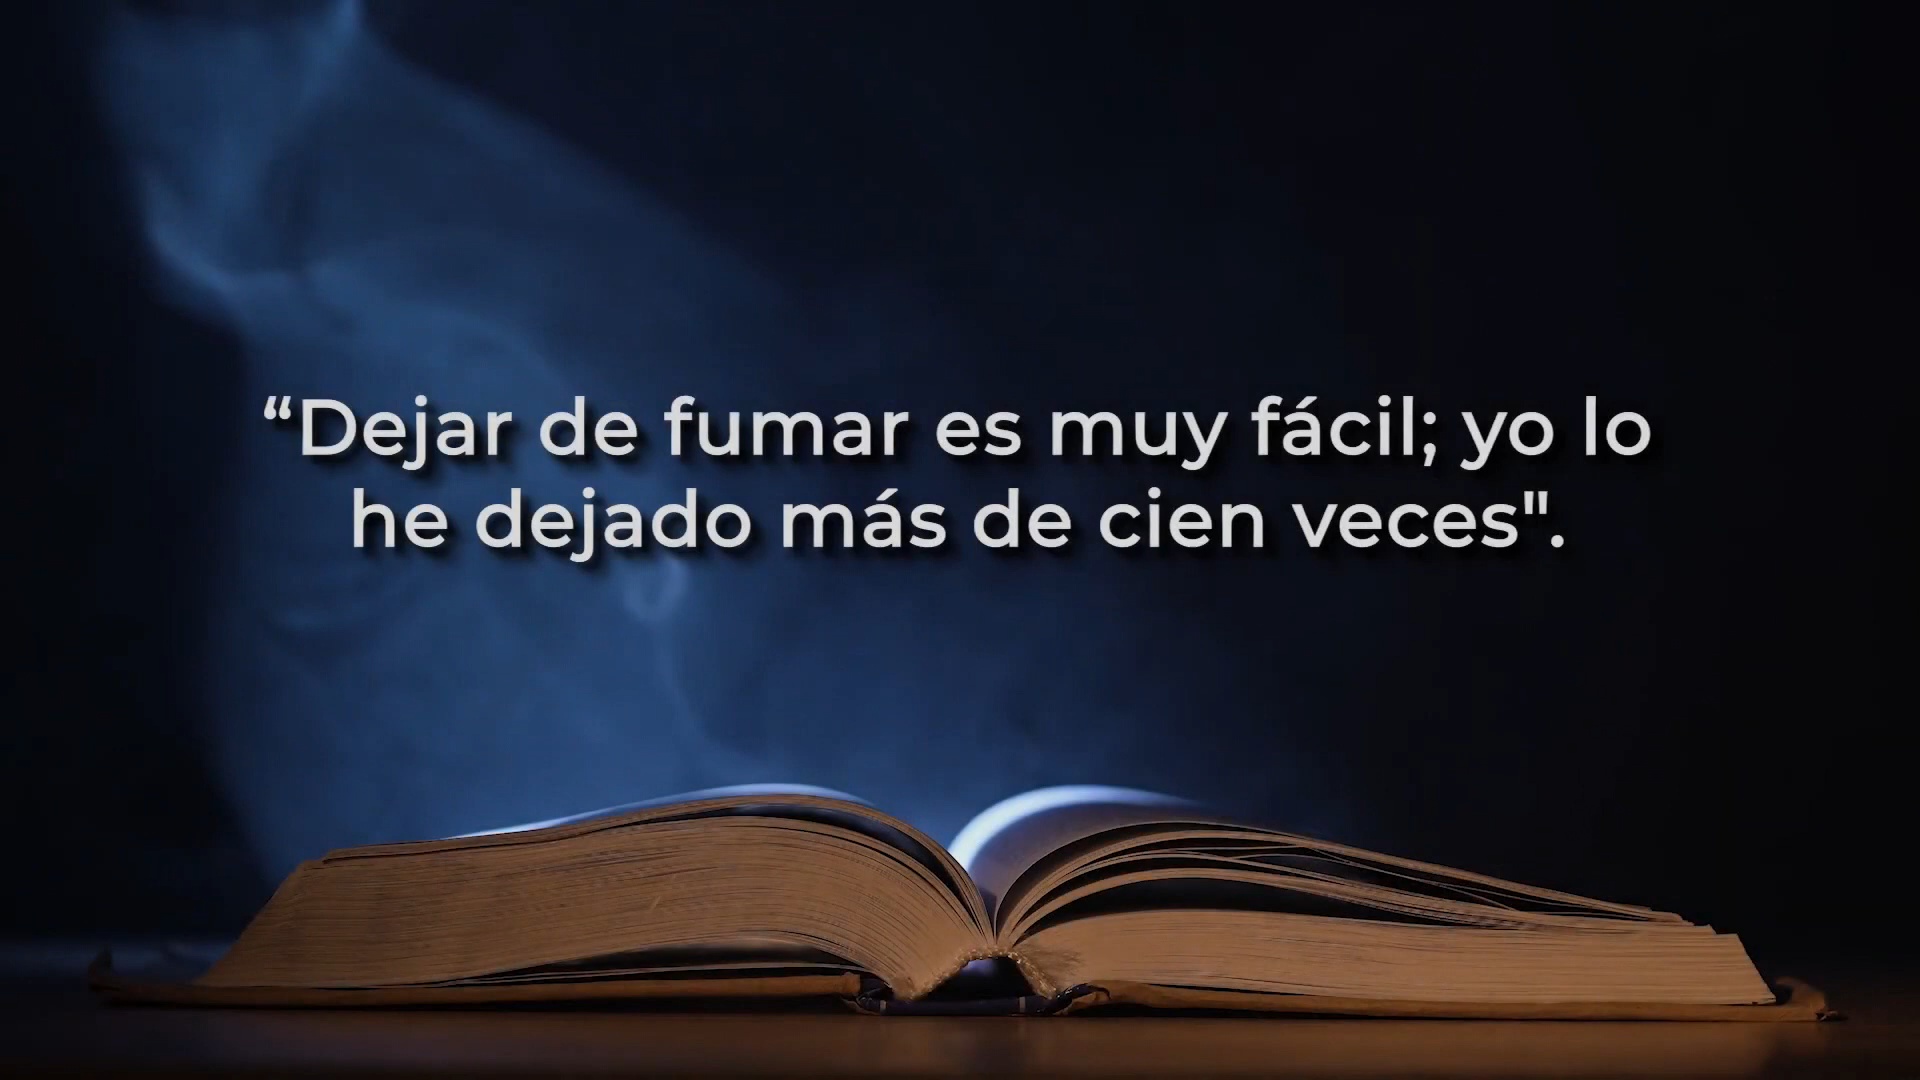 “Dejar de fumar es muy fácil; yo lo
he dejado más de cien veces".